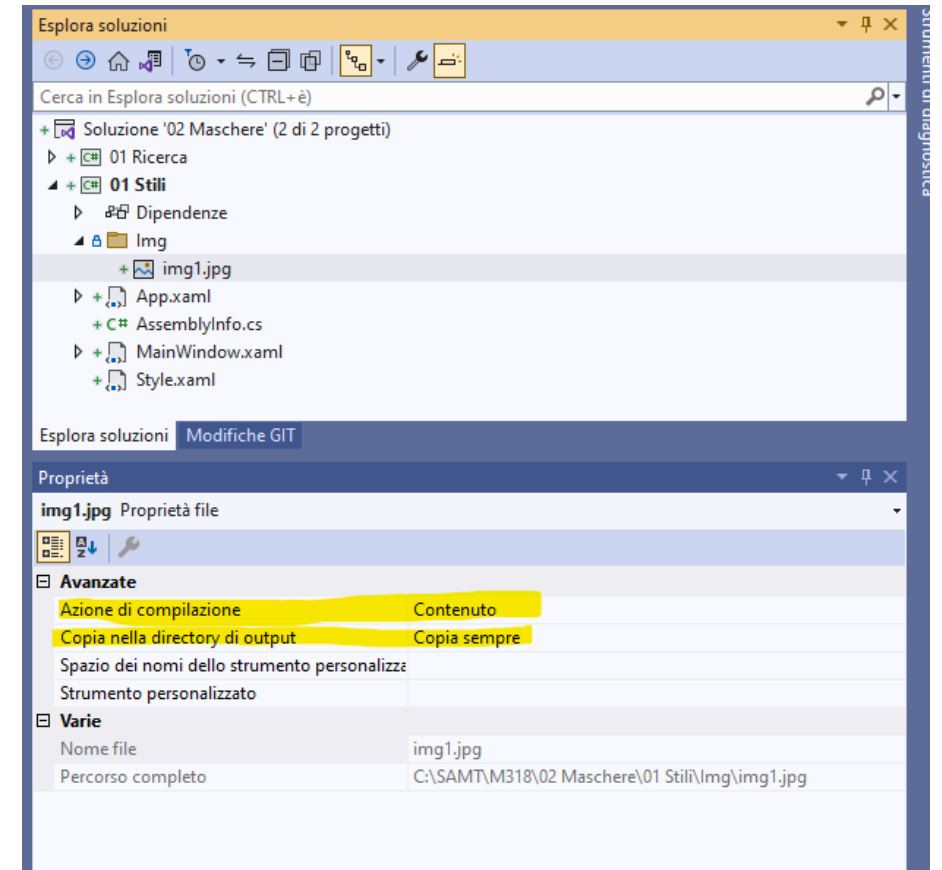 Esplora soluzioni
Cerca in Esplora soluzioni (CTRL+è)
Soluzione '02 Maschere' (2 di 2 progetti)
C# 01 Ricerca
C# 01 Stili
Dipendenze
Img
img1.jpg
App.xaml
C# AssemblyInfo.cs
MainWindow.xaml
Style.xaml
Esplora soluzioni Modifiche GIT
Strumenti di diagnostica
Proprietà
img1.jpg Proprietà file
Avanzate
Azione di compilazione Contenuto
Copia nella directory di output Copia sempre
Spazio dei nomi dello strumento personalizza
Strumento personalizzato
Varie
Nome file img1.jpg
Percorso completo C:\SAMT\M318\02 Maschere\01 Stili\Img\img1.jpg